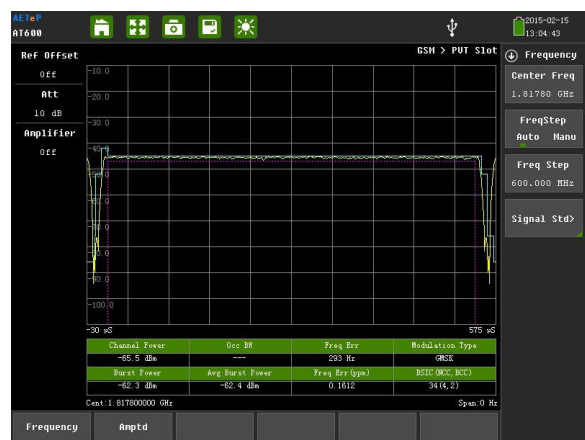 AETeP
AT600
2015-02-15
13:04:43
Ref Offset
Off
Att
10 dB
Amplifier
Off
GSM > PVT Slot
-10.0
-20.0
-30.0
-40.0
-90.0
-100.0
-30 µS
575 µS
Channel Power
Occ BW
Freq Err
Modulation Type
-65.5 dBm
---
293 Hz
GMSK
Burst Power
Avg Burst Power
Freq Err(ppm)
BSIC(NCC,BCC)
-62.3 dBm
-62.4 dBm
0.1612
34(4,2)
Cent:1.817800000 GHz
Span:0 Hz
Frequency
Center Freq
1.81780 GHz
FreqStep
Auto Manu
Freq Step
600.000 MHz
Signal Std>
Frequency
Amptd